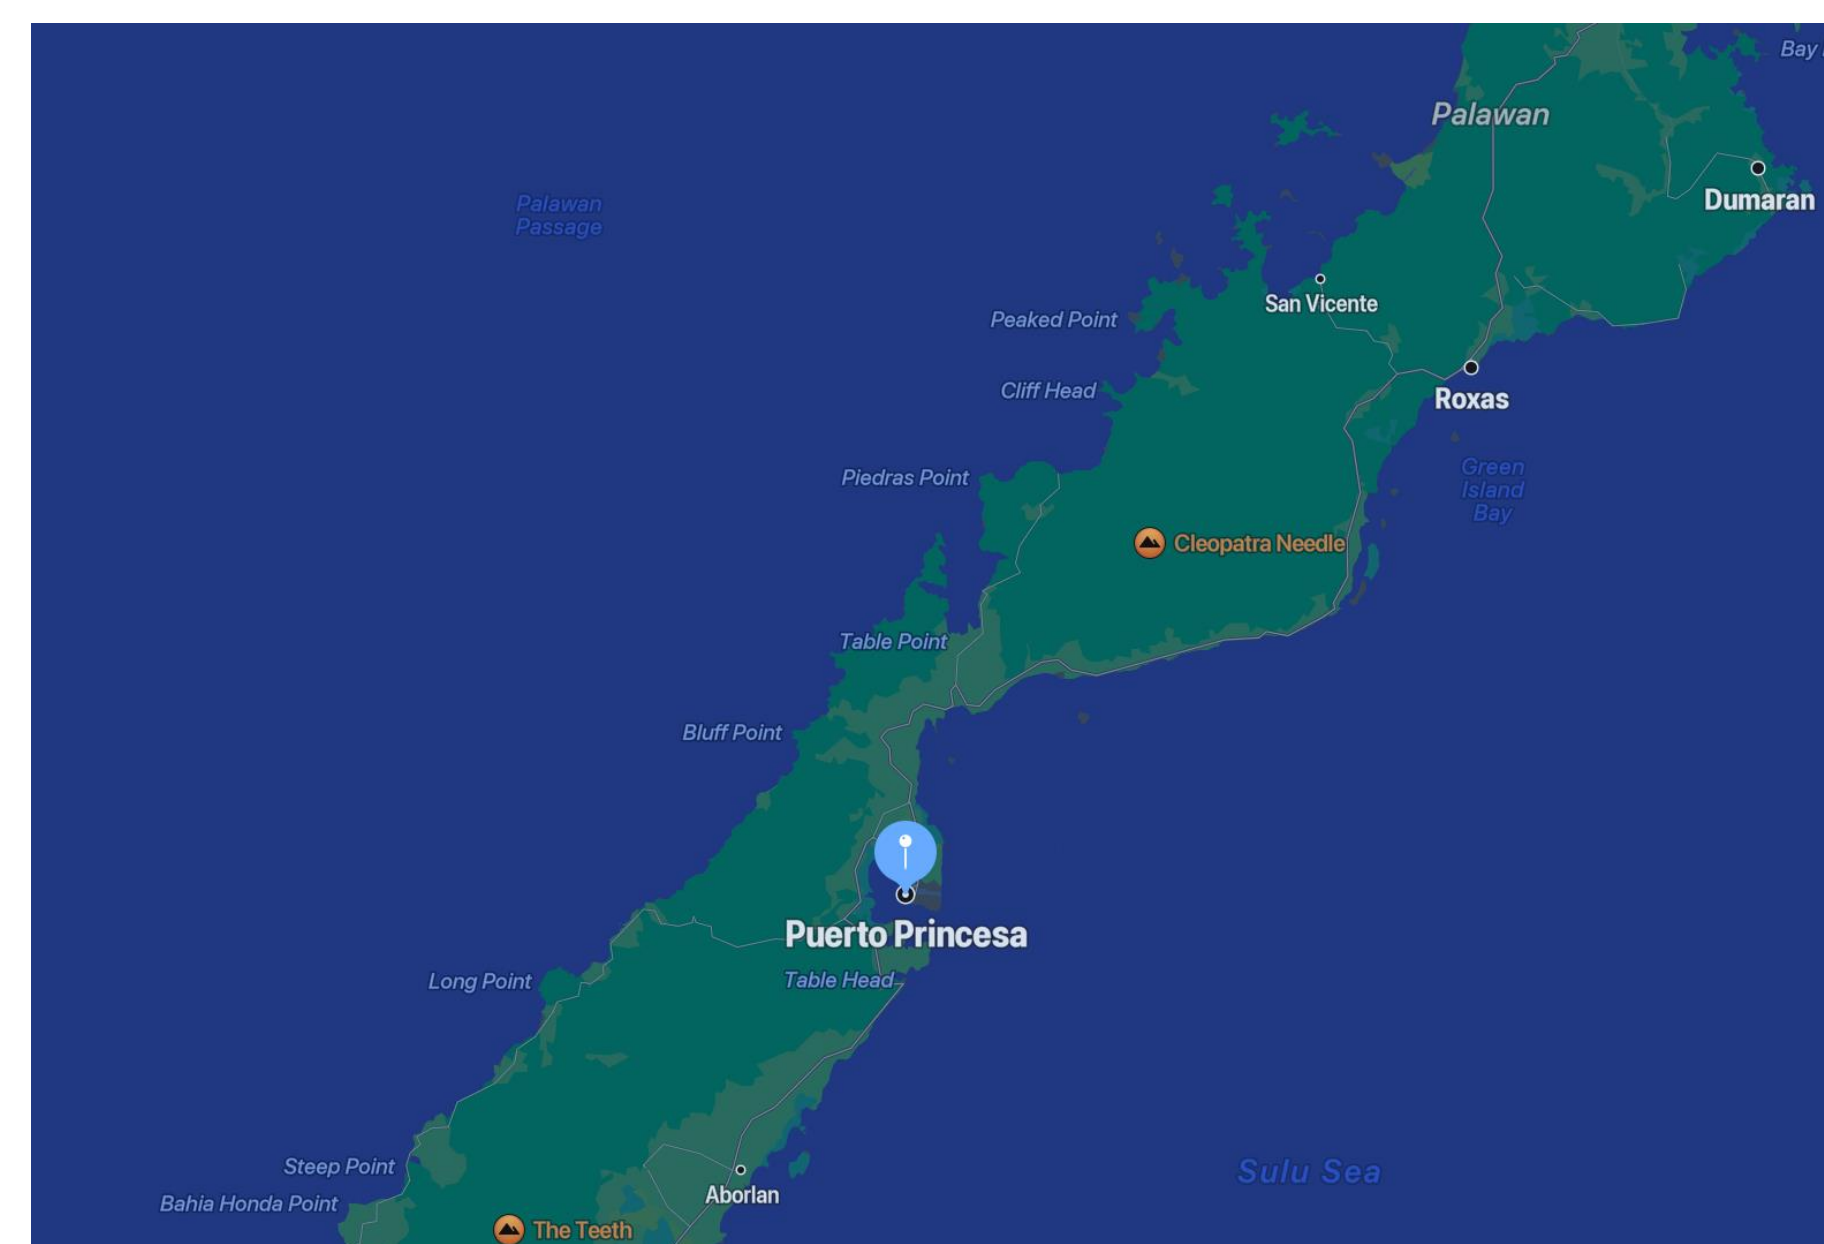 Bay
Palawan
Dumaran
Palawan
Passage
San Vicente
Peaked Point
Cliff Head
Roxas
Piedras Point
Green
Island
Bay
Cleopatra Needle
Table Point
Bluff Point
Puerto Princesa
Table Head
Long Point
Steep Point
Sulu Sea
Aborlan
Bahia Honda Point
The Teeth